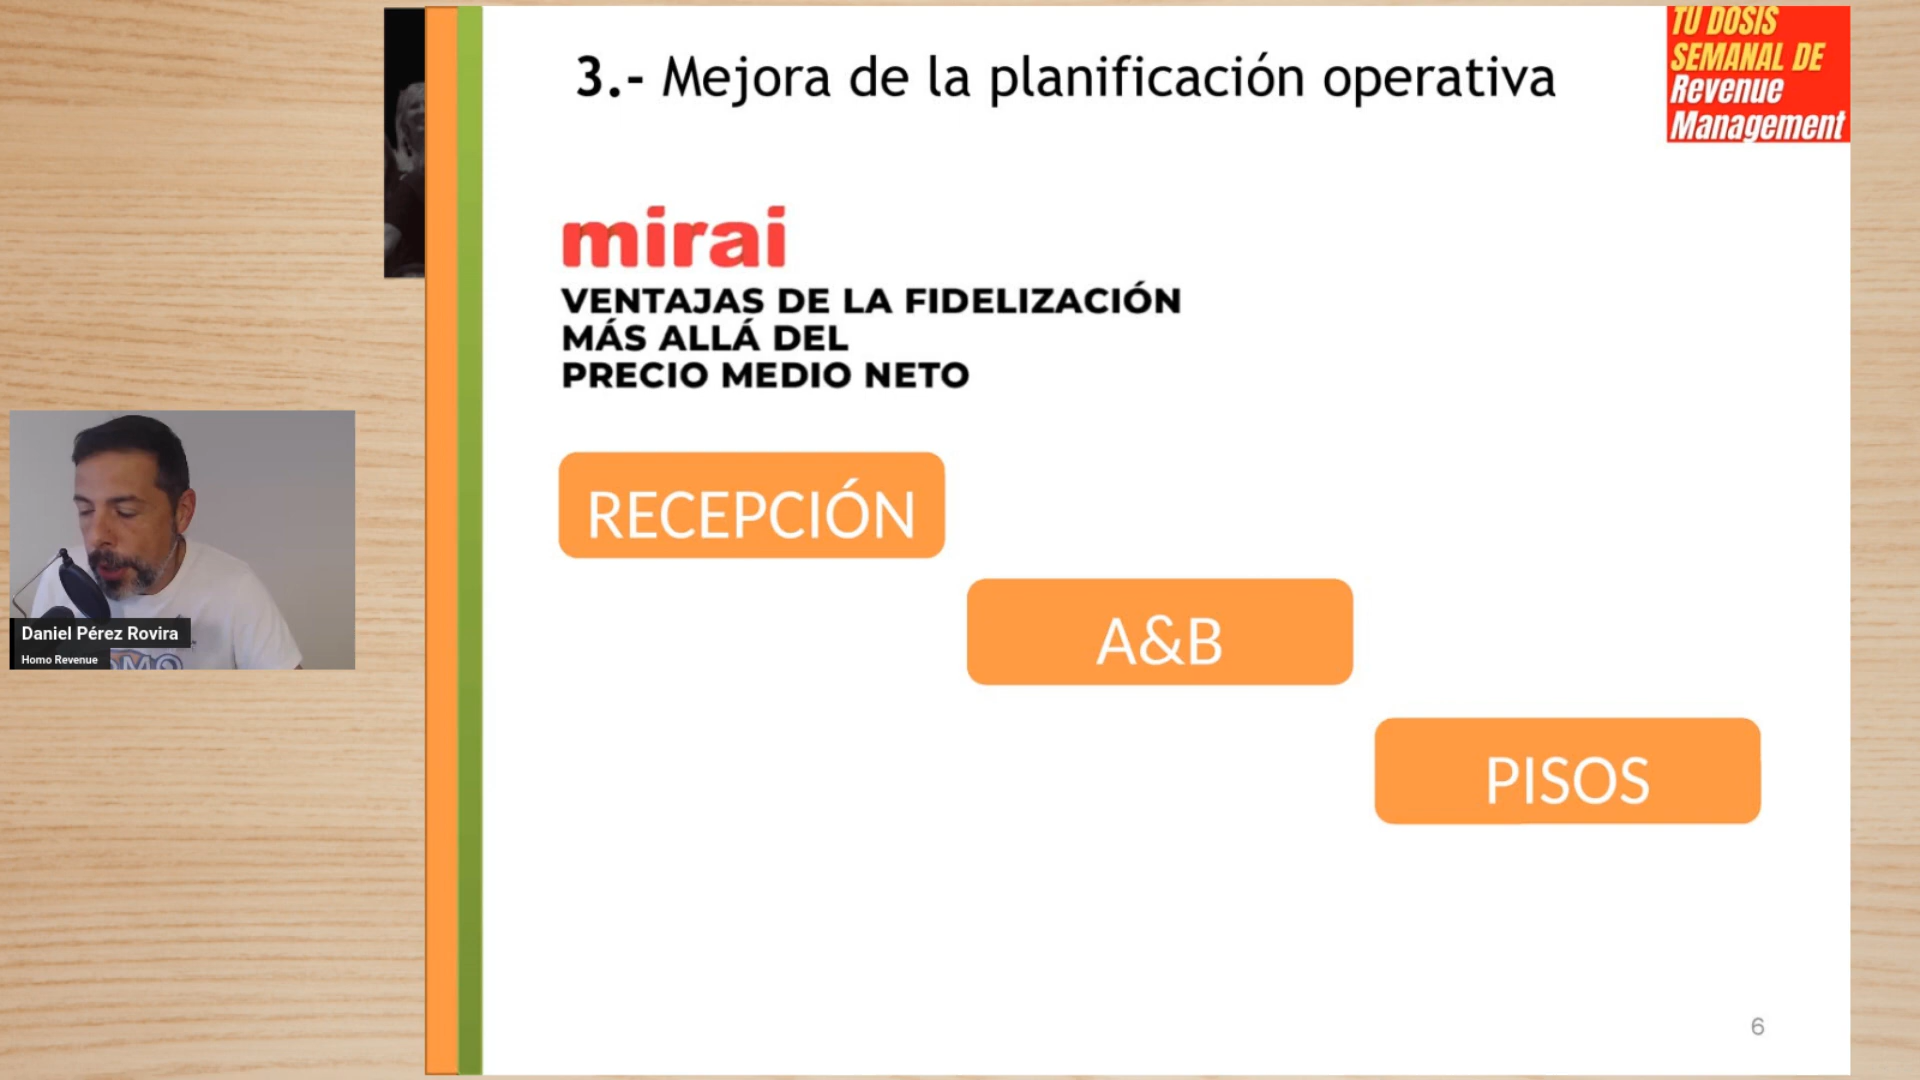 3.- Mejora de la planificación operativa
TU DOSIS
SEMANAL DE
Revenue
Management
mirai
VENTAJAS DE LA FIDELIZACIÓN
MÁS ALLÁ DEL
PRECIO MEDIO NETO
RECEPCIÓN
A&B
PISOS
Daniel Pérez Rovira
Homo Revenue
6